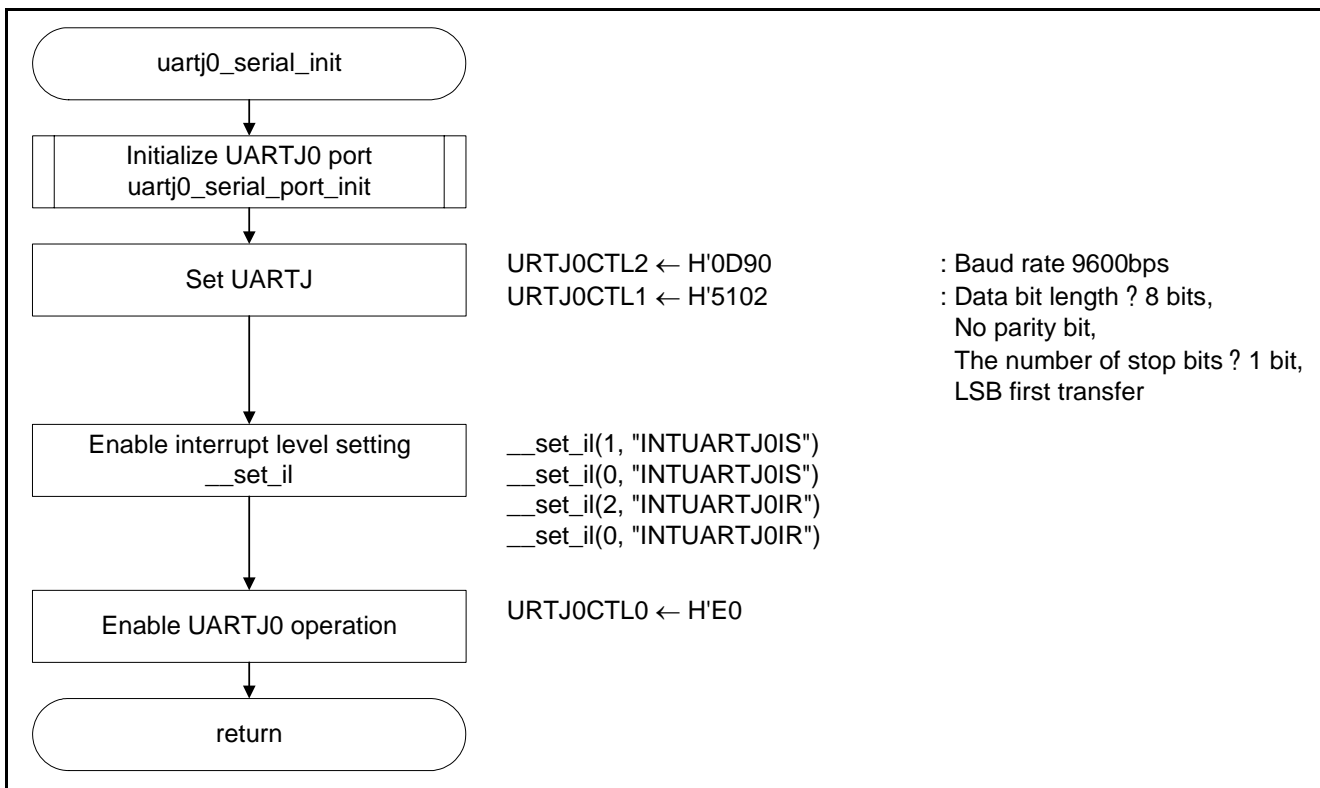 uartj0_serial_init
Initialize UARTJ0 port
uartj0_serial_port_init
Set UARTJ
URTJ0CTL2 ← H'0D90 : Baud rate 9600bps
URTJ0CTL1 ← H'5102 : Data bit length ? 8 bits,
No parity bit,
The number of stop bits ? 1 bit,
LSB first transfer
Enable interrupt level setting
__set_il
__set_il(1, "INTUARTJ0IS")
__set_il(0, "INTUARTJ0IS")
__set_il(2, "INTUARTJ0IR")
__set_il(0, "INTUARTJ0IR")
Enable UARTJ0 operation
URTJ0CTL0 ← H'E0
return